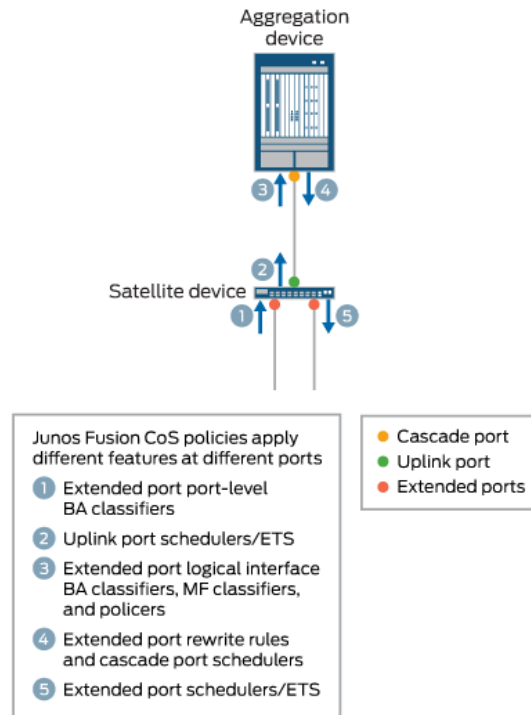 Aggregation
device
3
4
2
Satellite device
1
5
Junos Fusion CoS policies apply
different features at different ports
1 Extended port port-level
BA classifiers
2 Uplink port schedulers/ETS
3 Extended port logical interface
BA classifiers, MF classifiers,
and policers
4 Extended port rewrite rules
and cascade port schedulers
5 Extended port schedulers/ETS
Cascade port
Uplink port
Extended ports